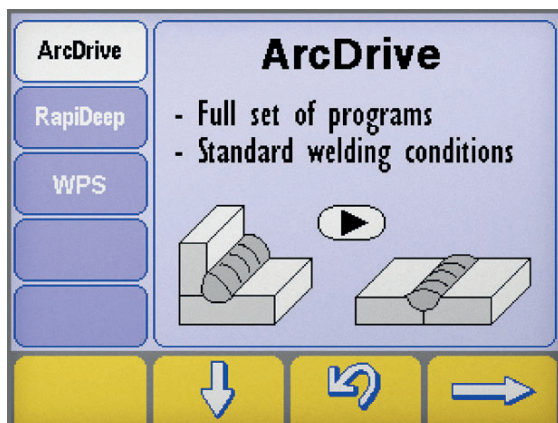 ArcDrive
RapiDeep
WPS
ArcDrive
- Full set of programs
- Standard welding conditions